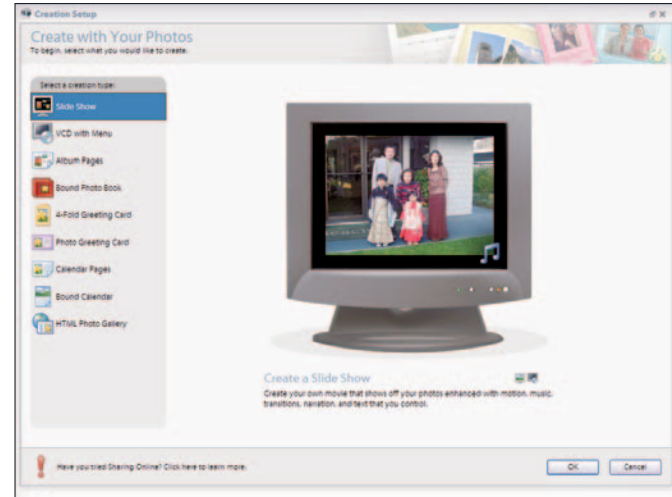 Creation Setup
Create with Your Photos
To begin, select what you would like to create.
Select a creation type:
Slide Show
VCD with Menu
Album Pages
Bound Photo Book
4-Fold Greeting Card
Photo Greeting Card
Calendar Pages
Bound Calendar
HTML Photo Gallery
Create a Slide Show
Create your own movie that shows off your photos enhanced with motion, music,
transitions, narration, and text that you control.
Have you tried Sharing Online? Click here to learn more.
OK
Cancel